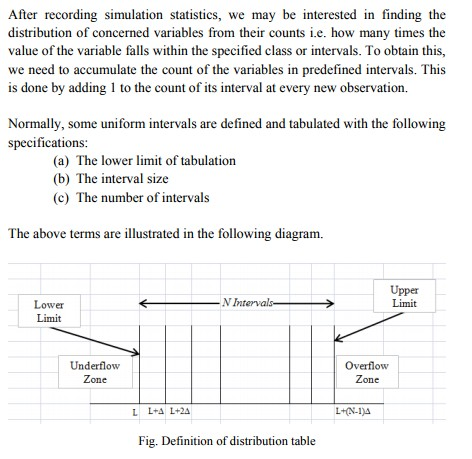 After recording simulation statistics, we may be interested in finding the
distribution of concerned variables from their counts i.e. how many times the
value of the variable falls within the specified class or intervals. To obtain this,
we need to accumulate the count of the variables in predefined intervals. This
is done by adding 1 to the count of its interval at every new observation.
Normally, some uniform intervals are defined and tabulated with the following
specifications:
(a) The lower limit of tabulation
(b) The interval size
(c) The number of intervals
The above terms are illustrated in the following diagram.
Lower
Limit
N Intervals
Upper
Limit
Underflow
Zone
Overflow
Zone
L L+Δ L+2Δ L+(N-1)Δ
Fig. Definition of distribution table